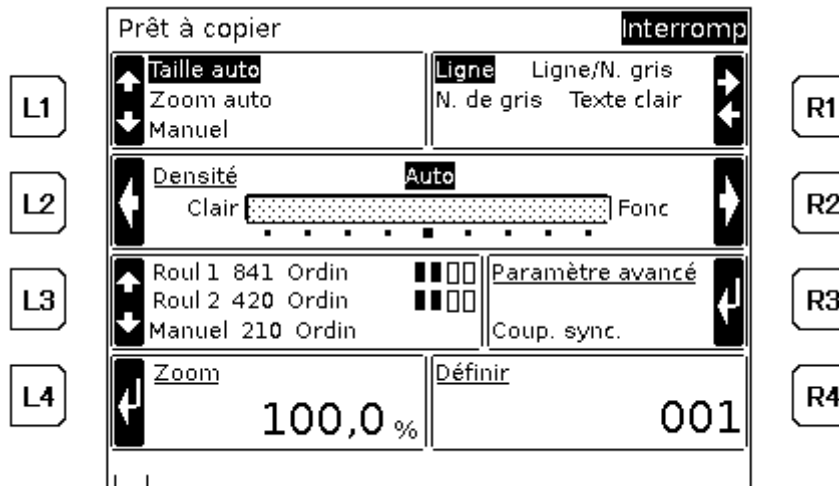 Prêt à copier Interromp
L1 Taille auto Ligne Ligne/N. gris R1
Zoom auto N. de gris Texte clair
Manuel
Densité Auto
L2 Clair Fonc R2
Roul 1 841 Ordin Paramètre avancé
L3 Roul 2 420 Ordin R3
Manuel 210 Ordin Coup. sync.
Zoom Définir
L4 100,0 % 001 R4